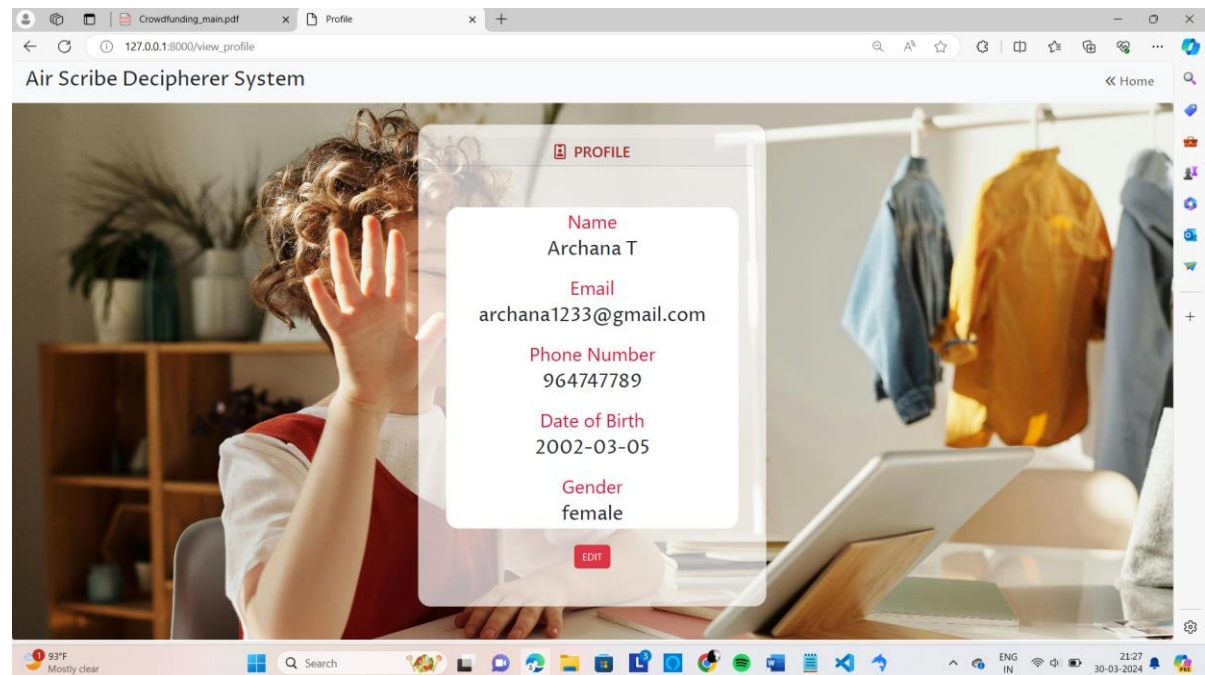 Crowdfunding_main.pdf
Profile
127.0.0.1:8000/view_profile
Air Scribe Decipherer System
« Home
PROFILE
Name
Archana T
Email
archana1233@gmail.com
Phone Number
964747789
Date of Birth
2002-03-05
Gender
female
EDIT
1
93°F
Mostly clear
Search
3
ENG
IN
21:27
30-03-2024